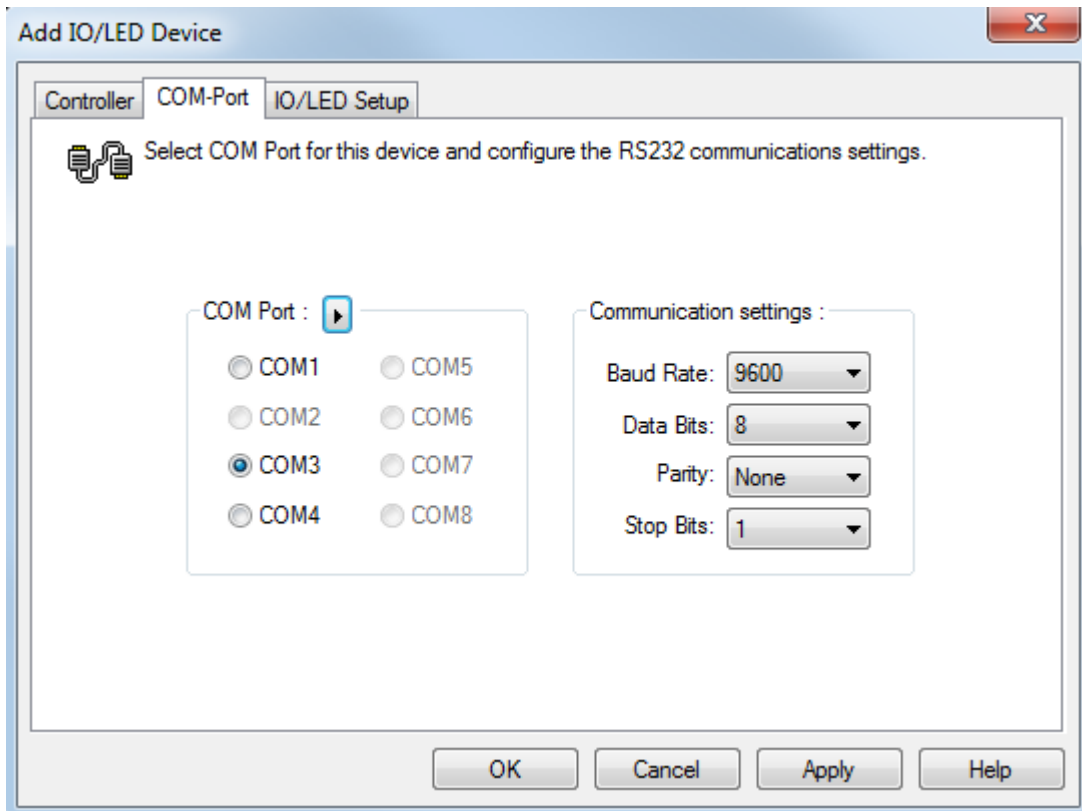 Add IO/LED Device
Controller COM-Port IO/LED Setup
Select COM Port for this device and configure the RS232 communications settings.
COM Port :
COM1 COM5
COM2 COM6
COM3 COM7
COM4 COM8
Communication settings :
Baud Rate: 9600
Data Bits: 8
Parity: None
Stop Bits: 1
OK Cancel Apply Help